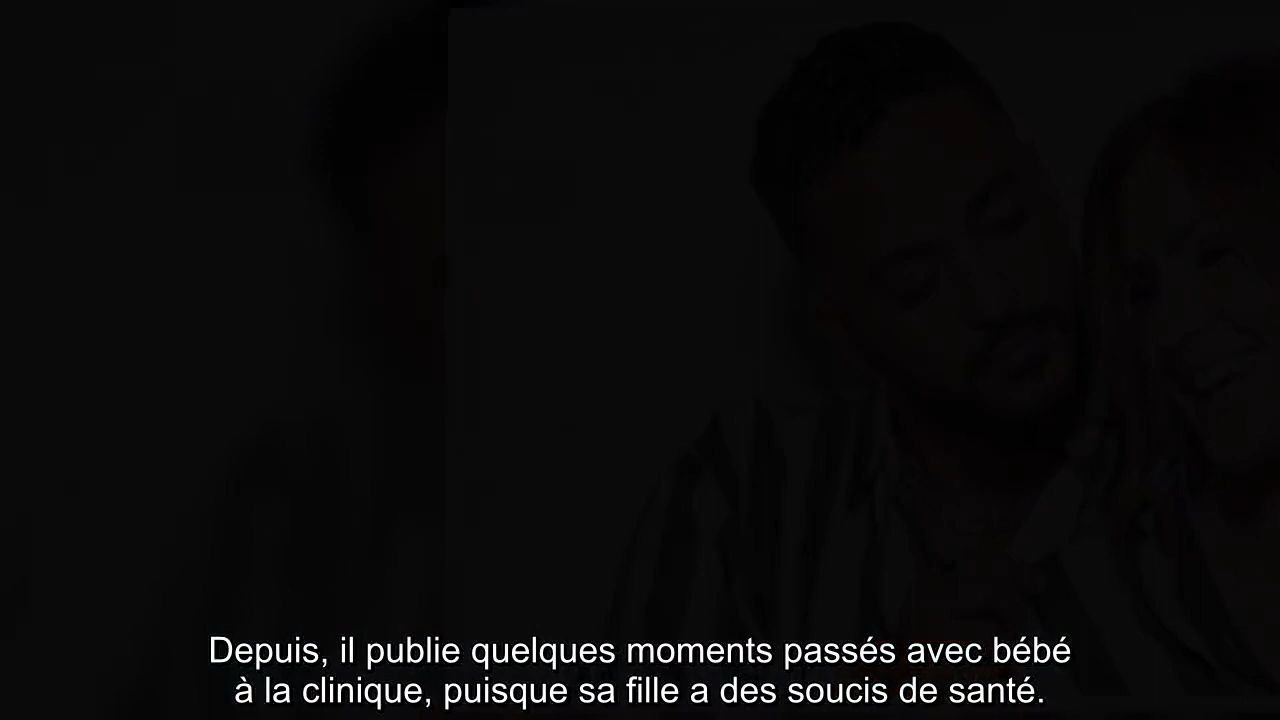 Depuis, il publie quelques moments passés avec bébé
à la clinique, puisque sa fille a des soucis de santé.